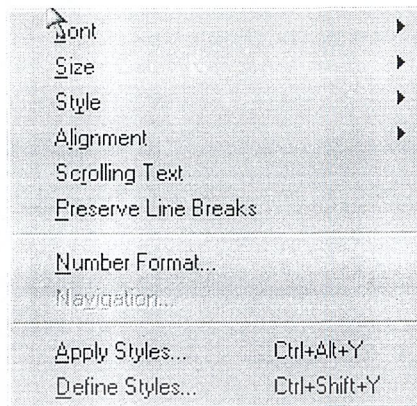 Font
Size
Style
Alignment
Scrolling Text
Preserve Line Breaks
Number Format...
Navigation...
Apply Styles... Ctrl+Alt+Y
Define Styles... Ctrl+Shift+Y